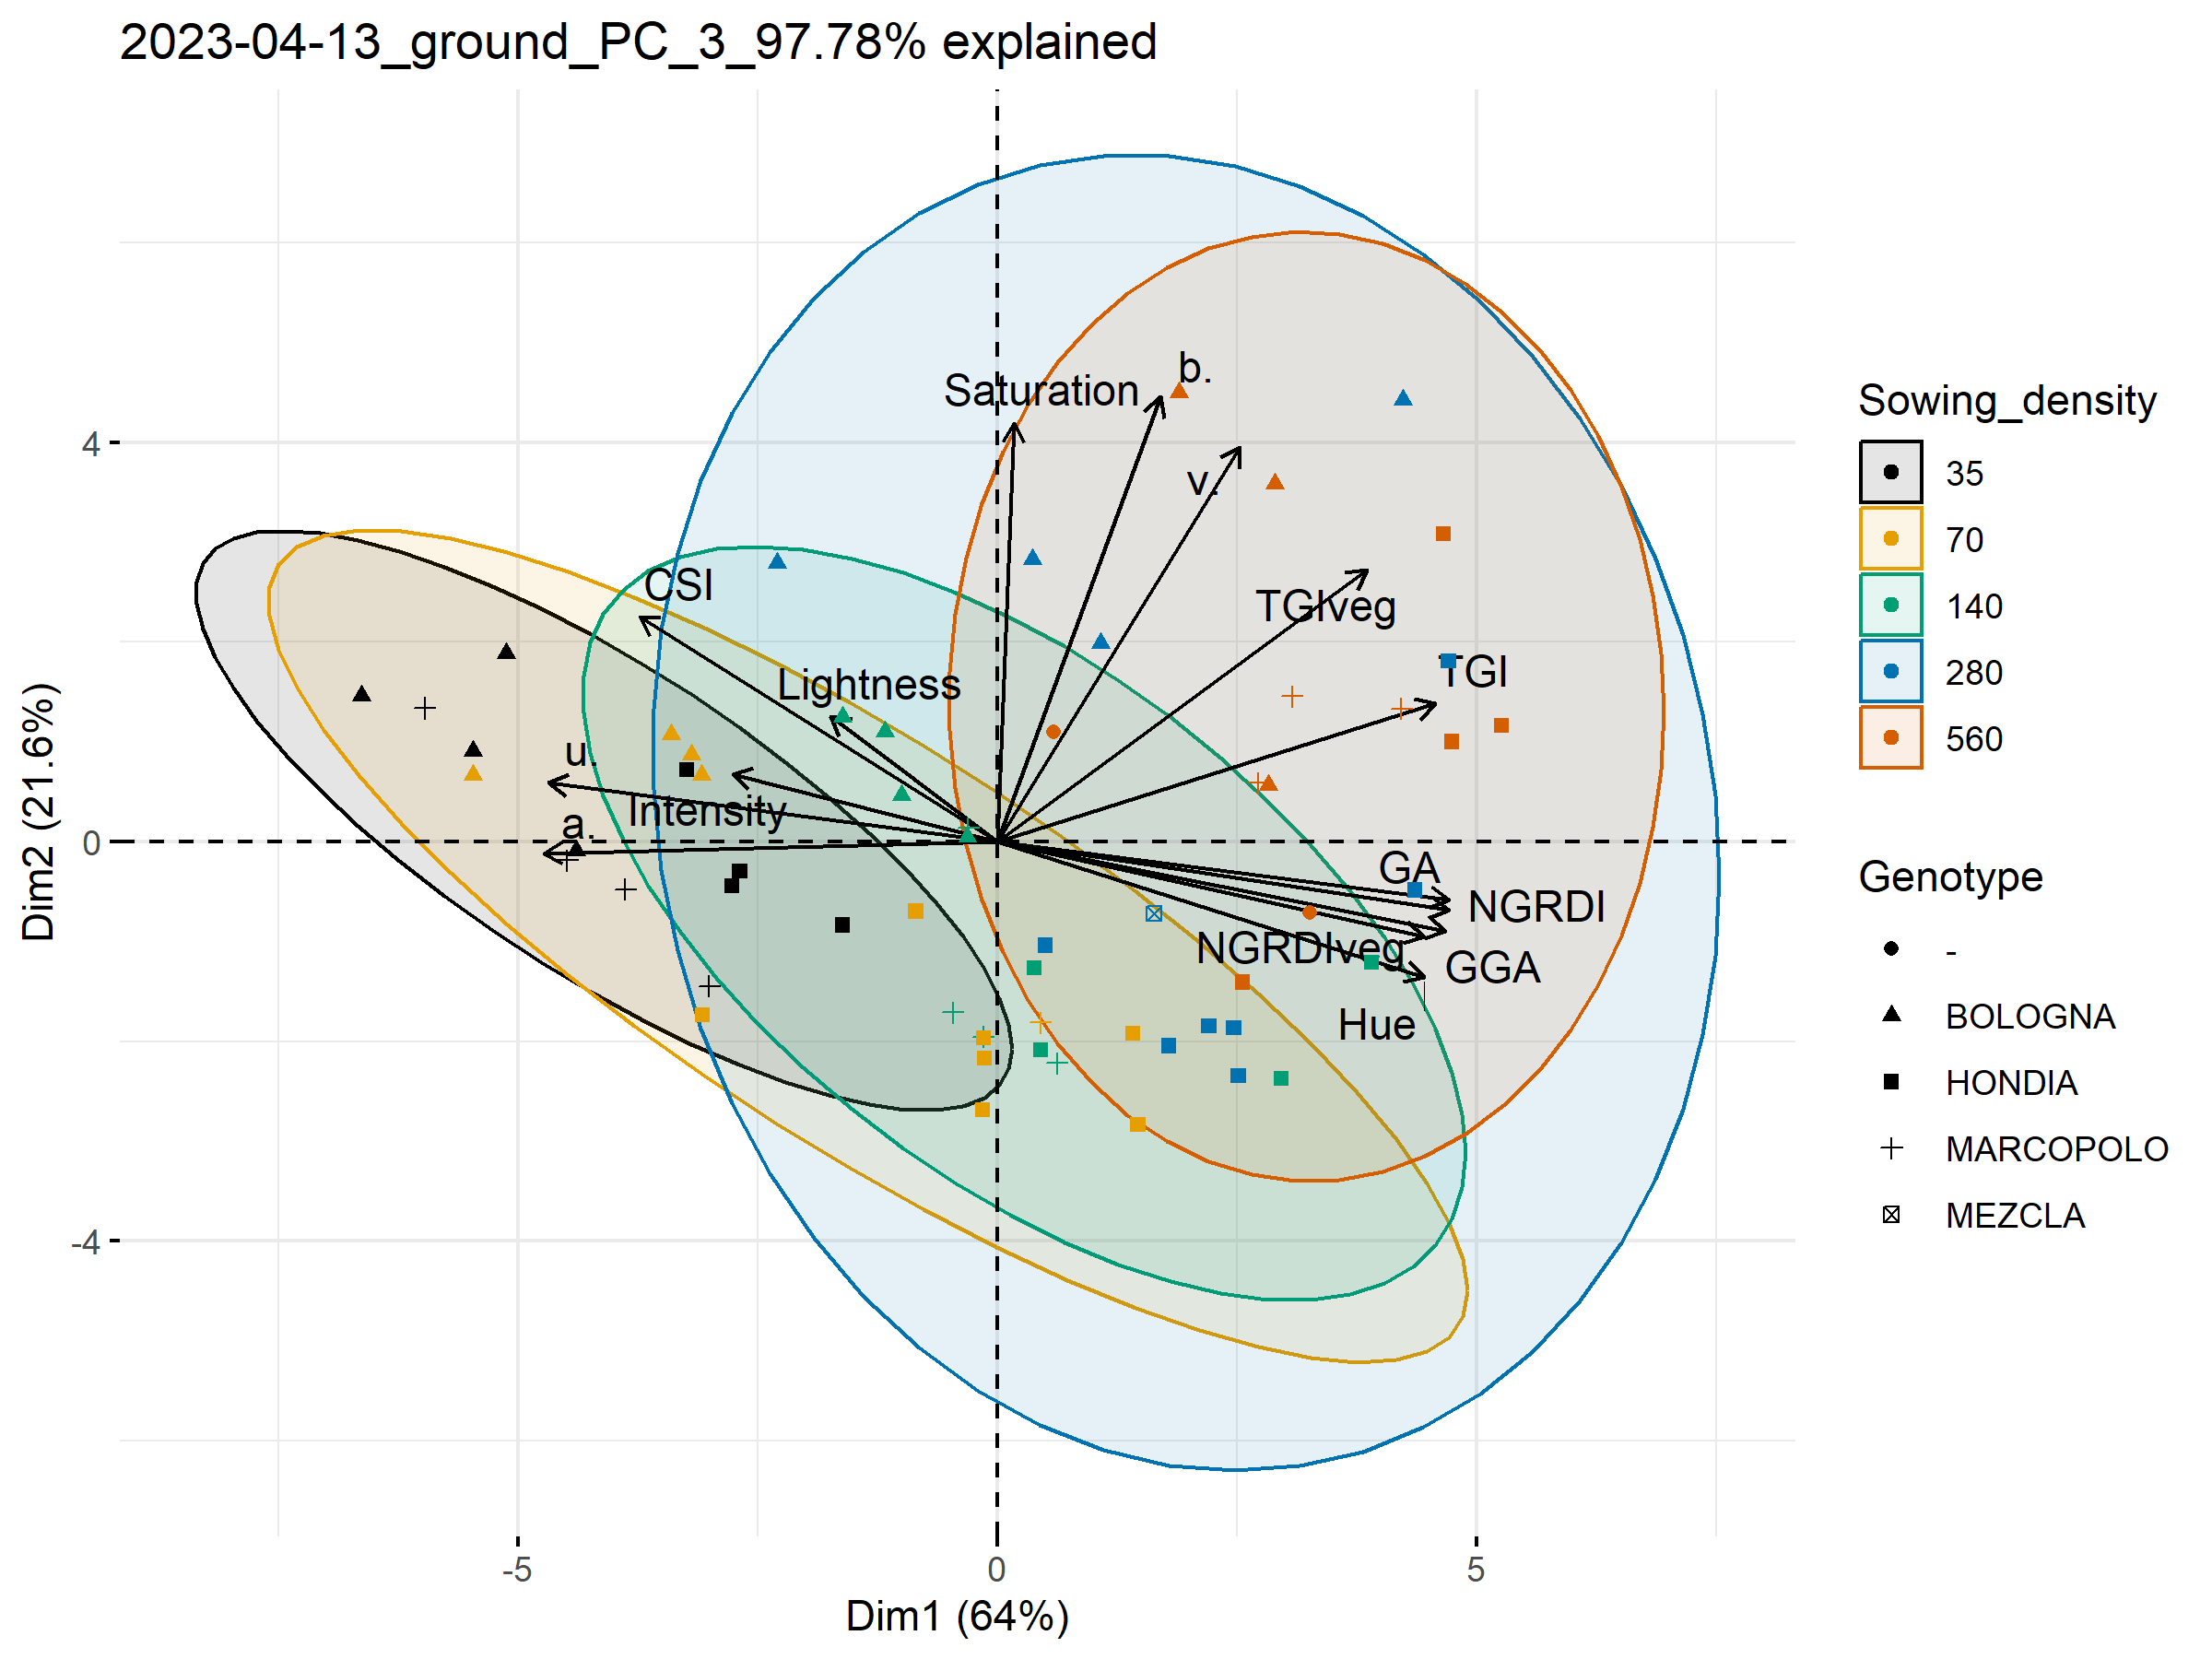 2023-04-13_ground_PC_3_97.78% explained
b.
Saturation
v.
CSI
TGIveg
Lightness
TGI
u.
Intensity
a.
GA
NGRDI
NGRDIveg
GGA
Hue
4
0
-4
-5
0
5
Dim1 (64%)
Dim2 (21.6%)
Sowing_density
35
70
140
280
560
Genotype
-
BOLOGNA
HONDIA
MARCOPOLO
MEZCLA